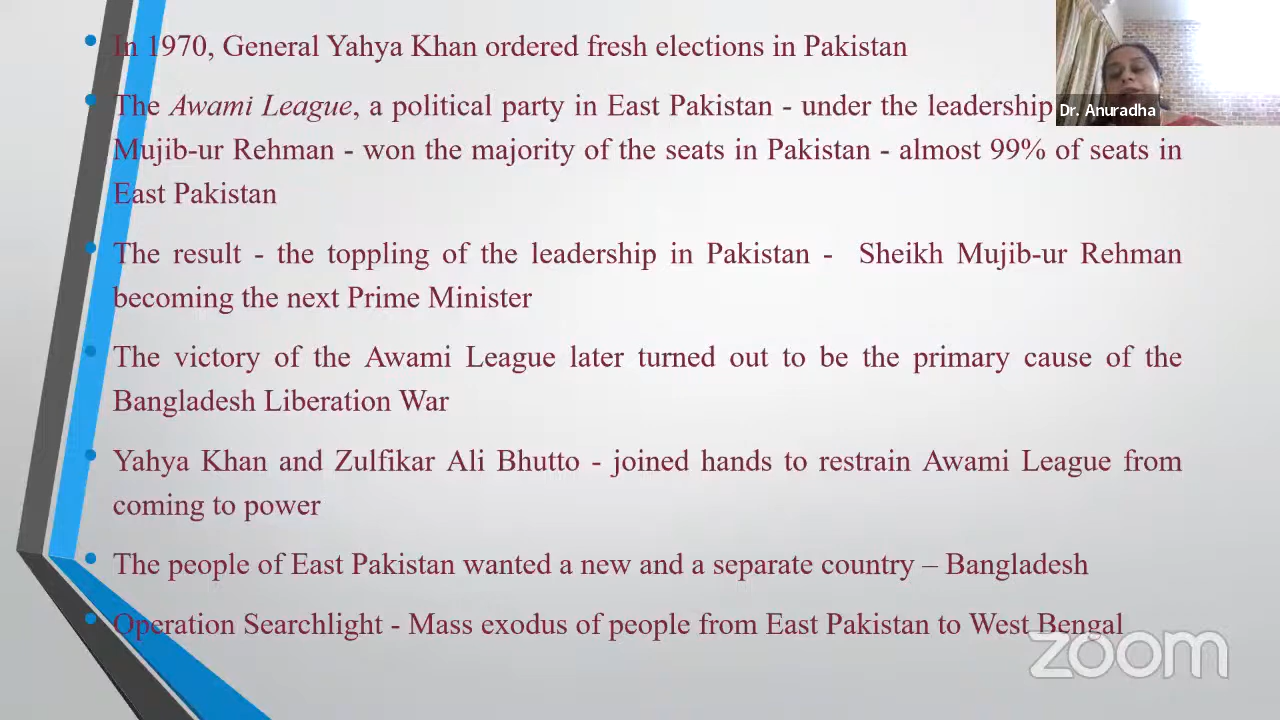 In 1970, General Yahya Khan ordered fresh elections in Pakistan
The Awami League, a political party in East Pakistan - under the leadership
Mujib-ur Rehman - won the majority of the seats in Pakistan - almost 99% of seats in
East Pakistan
The result - the toppling of the leadership in Pakistan - Sheikh Mujib-ur Rehman
becoming the next Prime Minister
The victory of the Awami League later turned out to be the primary cause of the
Bangladesh Liberation War
Yahya Khan and Zulfikar Ali Bhutto - joined hands to restrain Awami League from
coming to power
The people of East Pakistan wanted a new and a separate country – Bangladesh
Operation Searchlight - Mass exodus of people from East Pakistan to West Bengal
Dr. Anuradha
zoom